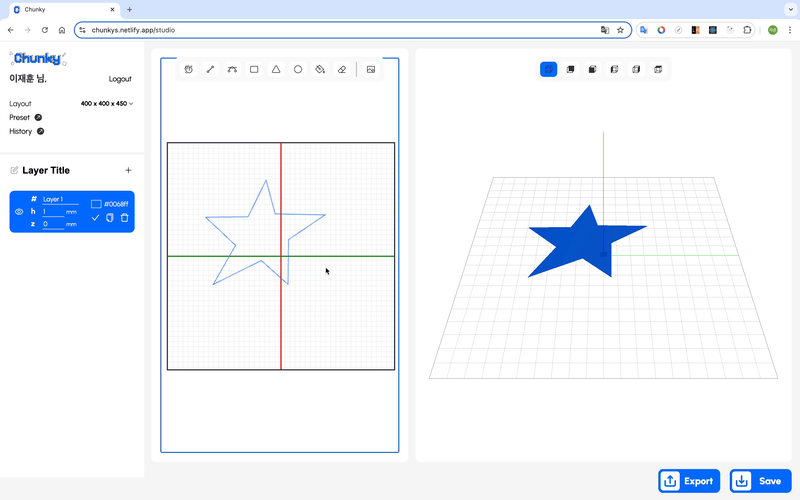 Chunky
chunkys.netlify.app/studio
Chunky
이재훈 님,
Logout
Layout
400 x 400 x 450
Preset
History
Layer Title
# Layer 1
#0068ff
h 1 mm
z 0 mm
Export
Save